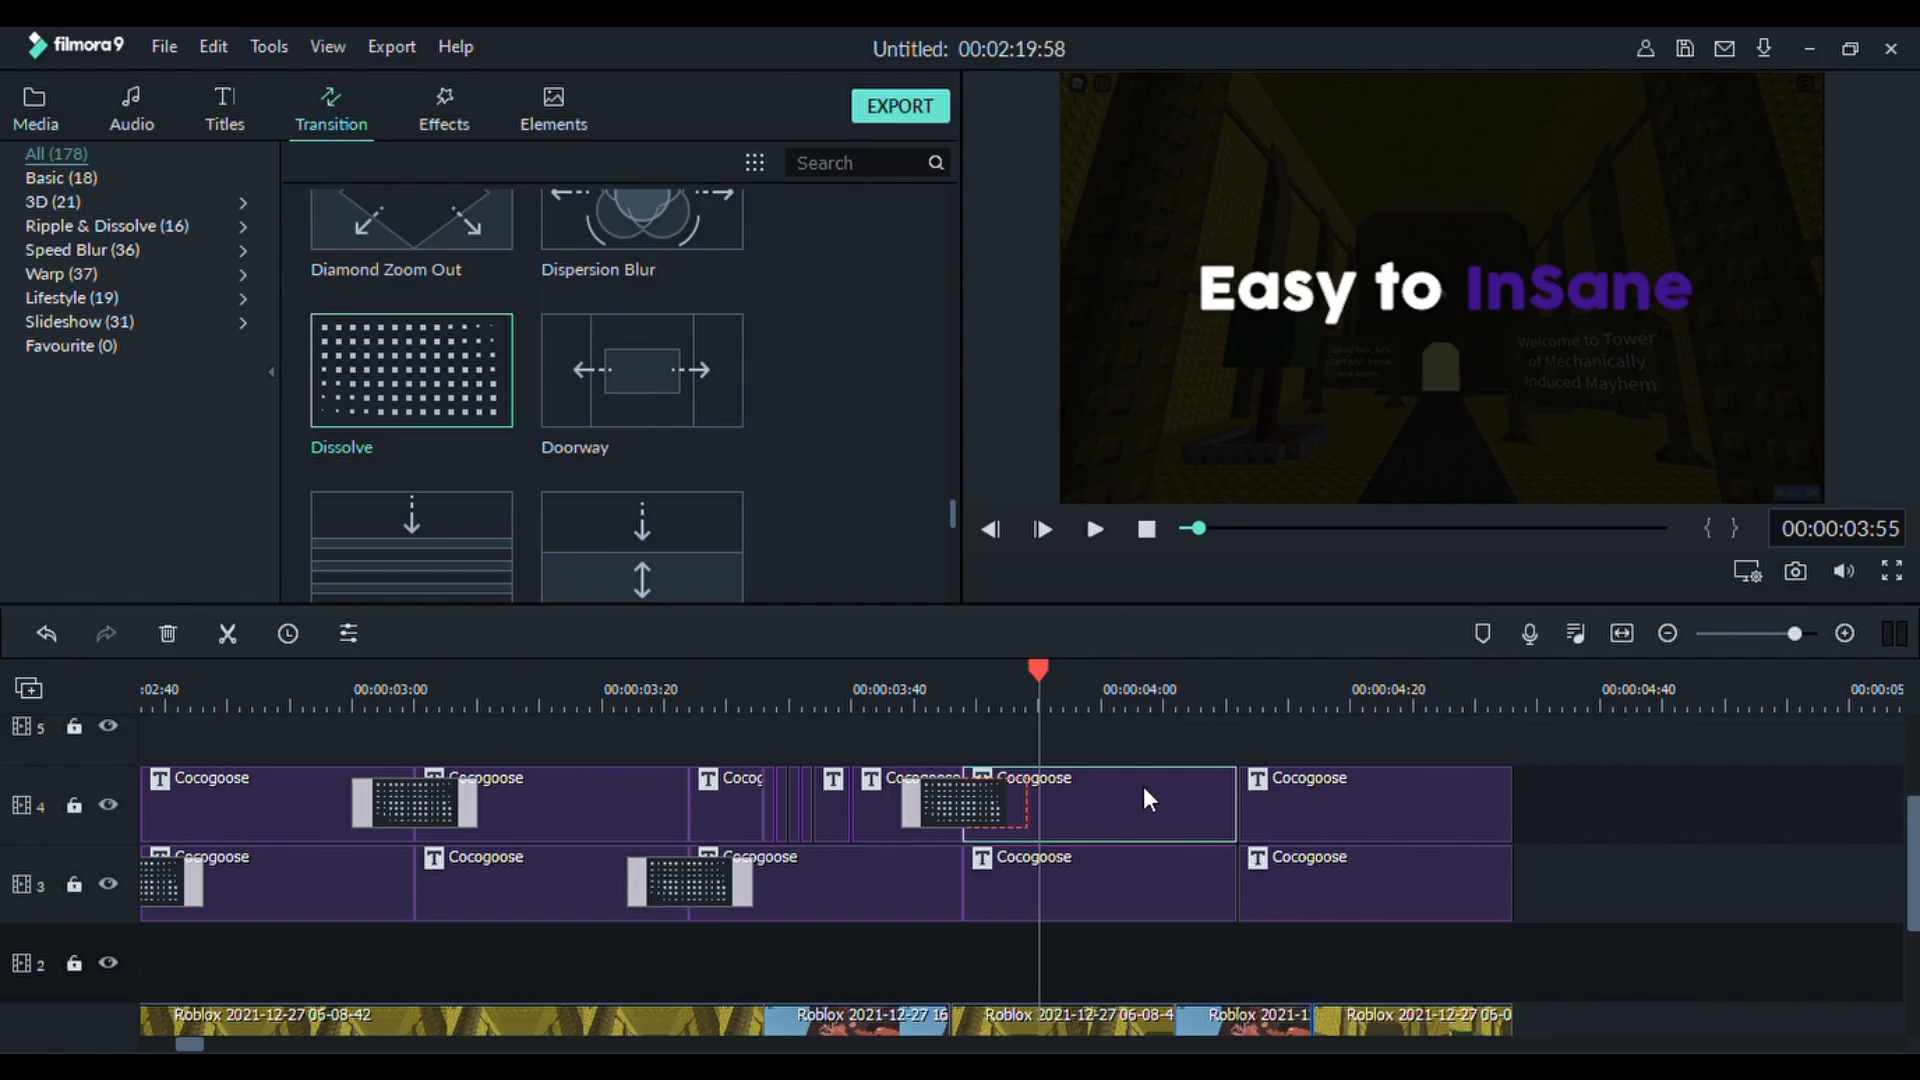 filmora9 File Edit Tools View Export Help Untitled: 00:02:19:58
Media Audio Titles Transition Effects Elements EXPORT
All (178)
Basic (18)
3D (21)
Ripple & Dissolve (16)
Speed Blur (36)
Warp (37)
Lifestyle (19)
Slideshow (31)
Favourite (0)
Search
Diamond Zoom Out Dispersion Blur
Dissolve Doorway
Easy to InSane
Welcome to Tower
of Mechanically
Induced Mayhem
{ } 00:00:03:55
:02:40 00:00:03:00 00:00:03:20 00:00:03:40 00:00:04:00 00:00:04:20 00:00:04:40 00:00:05
5
4 T Cocogoose T Cocogoose T Cocog T T Cocogoose T Cocogoose T Cocogoose
3 T Cocogoose T Cocogoose T Cocogoose T Cocogoose T Cocogoose
2
Roblox 2021-12-27 06-08-42 Roblox 2021-12-27 16 Roblox 2021-12-27 06-08-4 Roblox 2021-1 Roblox 2021-12-27 06-0